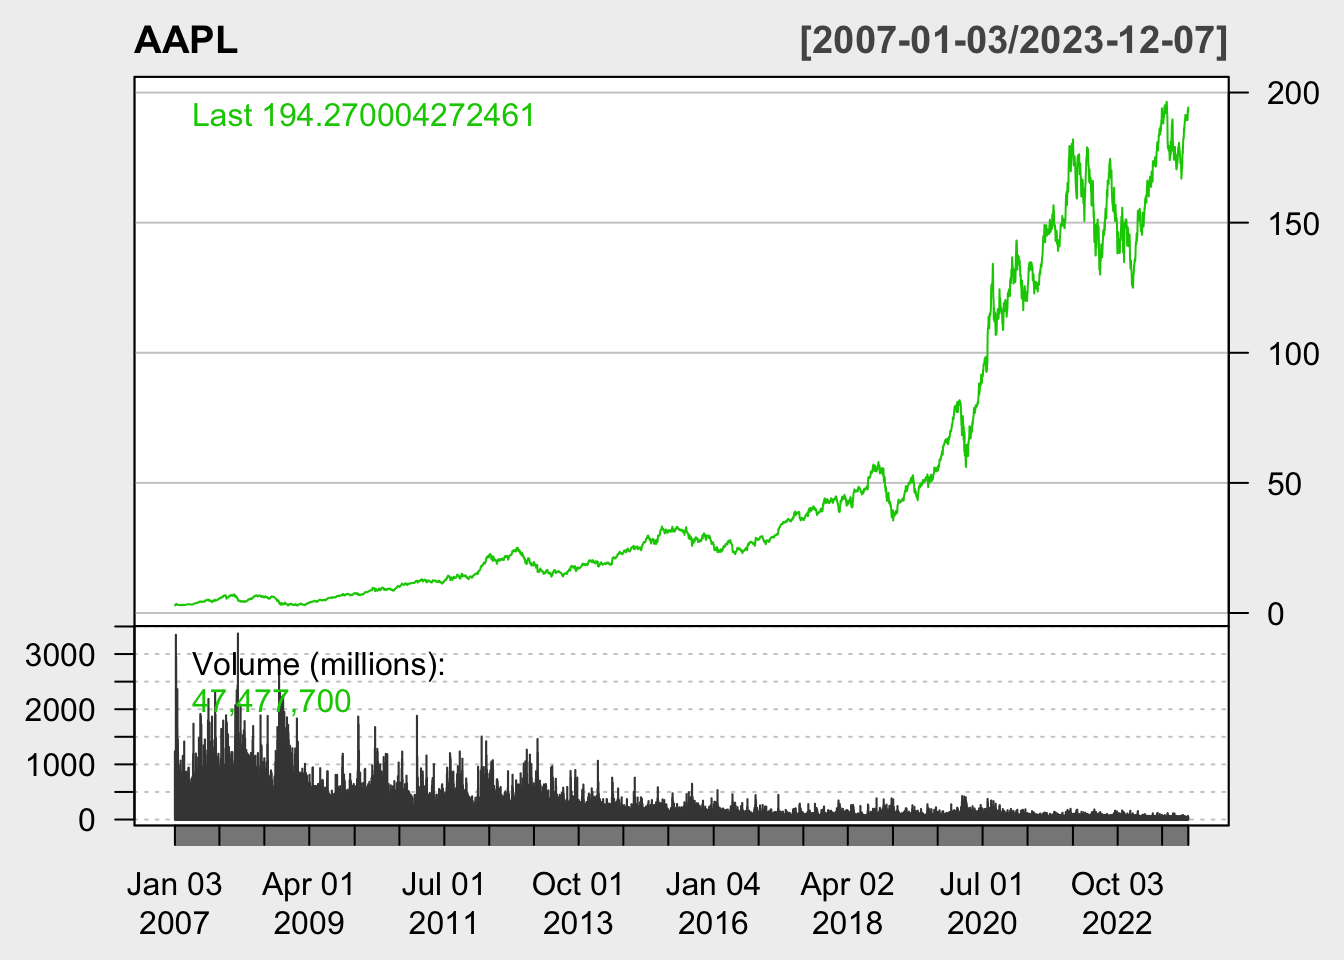 AAPL [2007-01-03/2023-12-07]
Last 194.270004272461
200
150
100
50
0
Volume (millions):
47,477,700
3000
2000
1000
0
Jan 03 Apr 01 Jul 01 Oct 01 Jan 04 Apr 02 Jul 01 Oct 03
2007 2009 2011 2013 2016 2018 2020 2022